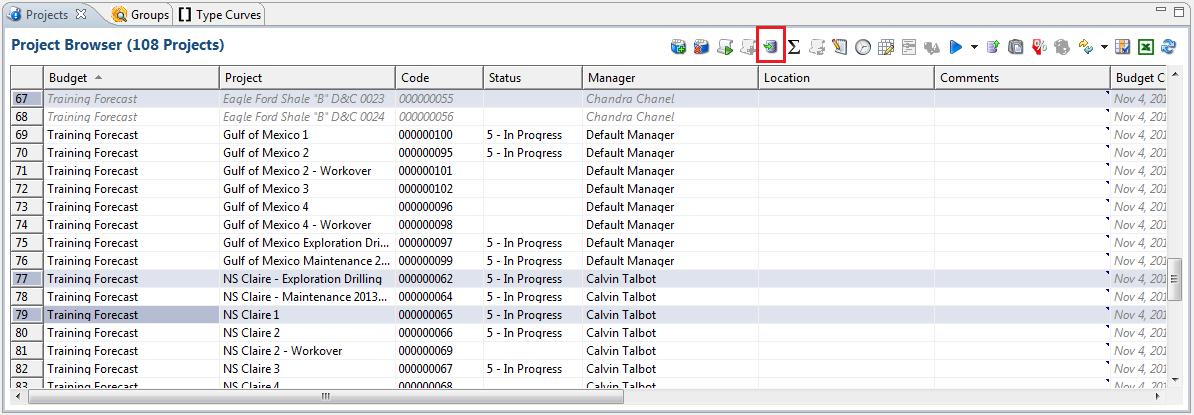 Projects Groups Type Curves
Project Browser (108 Projects)
Budget Project Code Status Manager Location Comments Budget C
67 Training Forecast Eagle Ford Shale "B" D&C 0023 000000055 Chandra Chanel Nov 4, 201
68 Training Forecast Eagle Ford Shale "B" D&C 0024 000000056 Chandra Chanel Nov 4, 201
69 Training Forecast Gulf of Mexico 1 000000100 5 - In Progress Default Manager Nov 4, 201
70 Training Forecast Gulf of Mexico 2 000000095 5 - In Progress Default Manager Nov 4, 201
71 Training Forecast Gulf of Mexico 2 - Workover 000000101 Default Manager Nov 4, 201
72 Training Forecast Gulf of Mexico 3 000000102 Default Manager Nov 4, 201
73 Training Forecast Gulf of Mexico 4 000000096 Default Manager Nov 4, 201
74 Training Forecast Gulf of Mexico 4 - Workover 000000098 Default Manager Nov 4, 201
75 Training Forecast Gulf of Mexico Exploration Dri... 000000097 5 - In Progress Default Manager Nov 4, 201
76 Training Forecast Gulf of Mexico Maintenance 2... 000000099 5 - In Progress Default Manager Nov 4, 201
77 Training Forecast NS Claire - Exploration Drilling 000000062 5 - In Progress Calvin Talbot Nov 4, 201
78 Training Forecast NS Claire - Maintenance 2013... 000000064 5 - In Progress Calvin Talbot Nov 4, 201
79 Training Forecast NS Claire 1 000000065 5 - In Progress Calvin Talbot Nov 4, 201
80 Training Forecast NS Claire 2 000000066 5 - In Progress Calvin Talbot Nov 4, 201
81 Training Forecast NS Claire 2 - Workover 000000069 Calvin Talbot Nov 4, 201
82 Training Forecast NS Claire 3 000000067 5 - In Progress Calvin Talbot Nov 4, 201
83 Training Forecast NS Claire 4 000000068 5 - In Progress Calvin Talbot Nov 4, 201